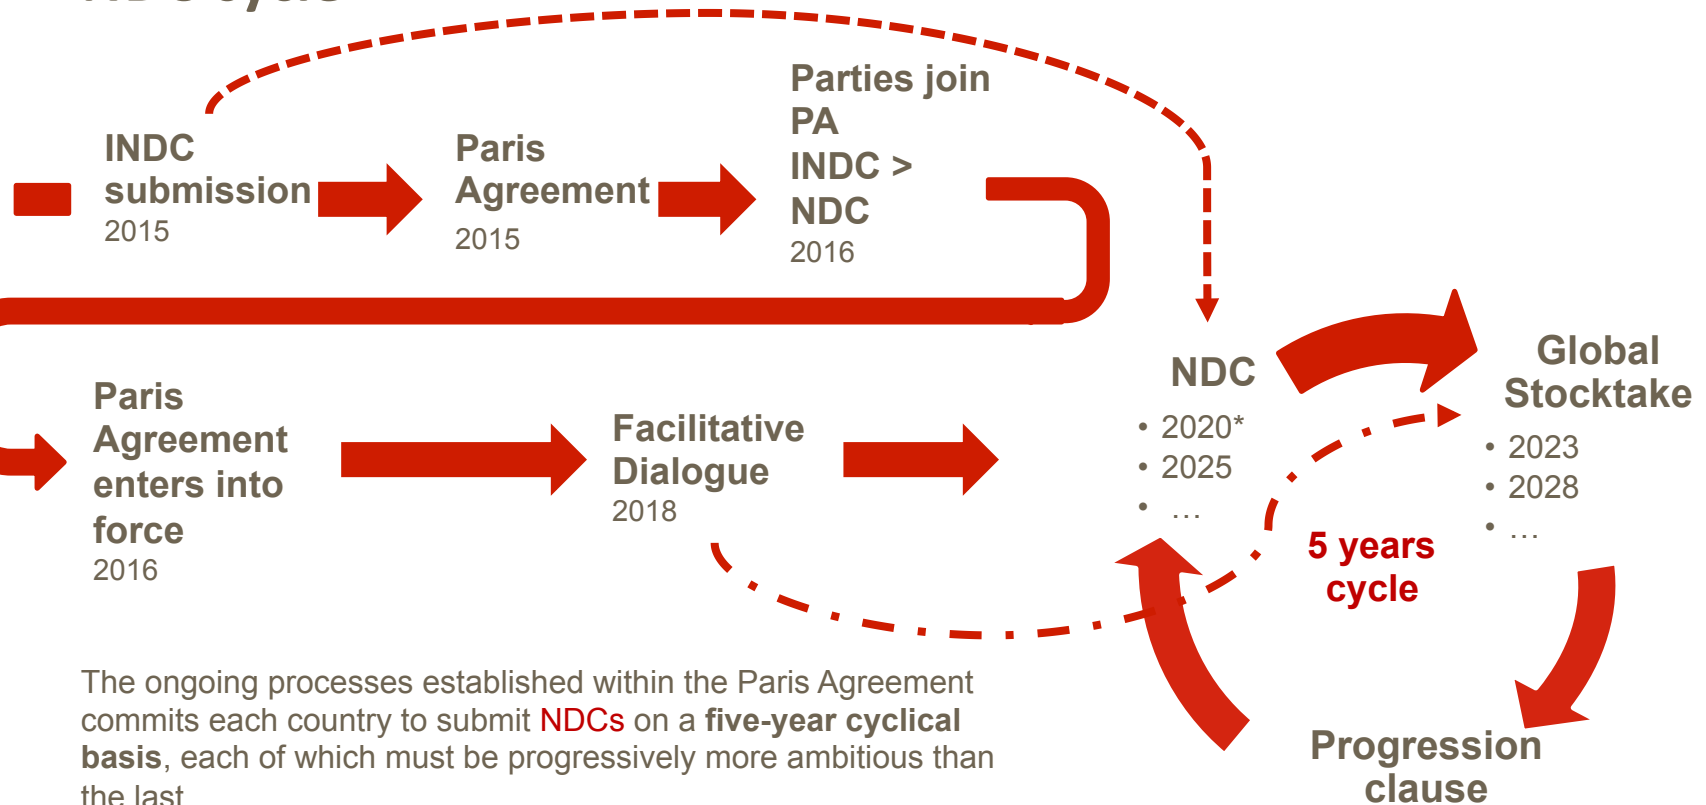 INDC
submission
2015
Paris
Agreement
2015
Parties join
PA
INDC >
NDC
2016
Paris
Agreement
enters into
force
2016
Facilitative
Dialogue
2018
NDC
• 2020*
• 2025
• …
Global
Stocktake
• 2023
• 2028
• …
5 years
cycle
Progression
clause
The ongoing processes established within the Paris Agreement
commits each country to submit NDCs on a five-year cyclical
basis, each of which must be progressively more ambitious than
the last